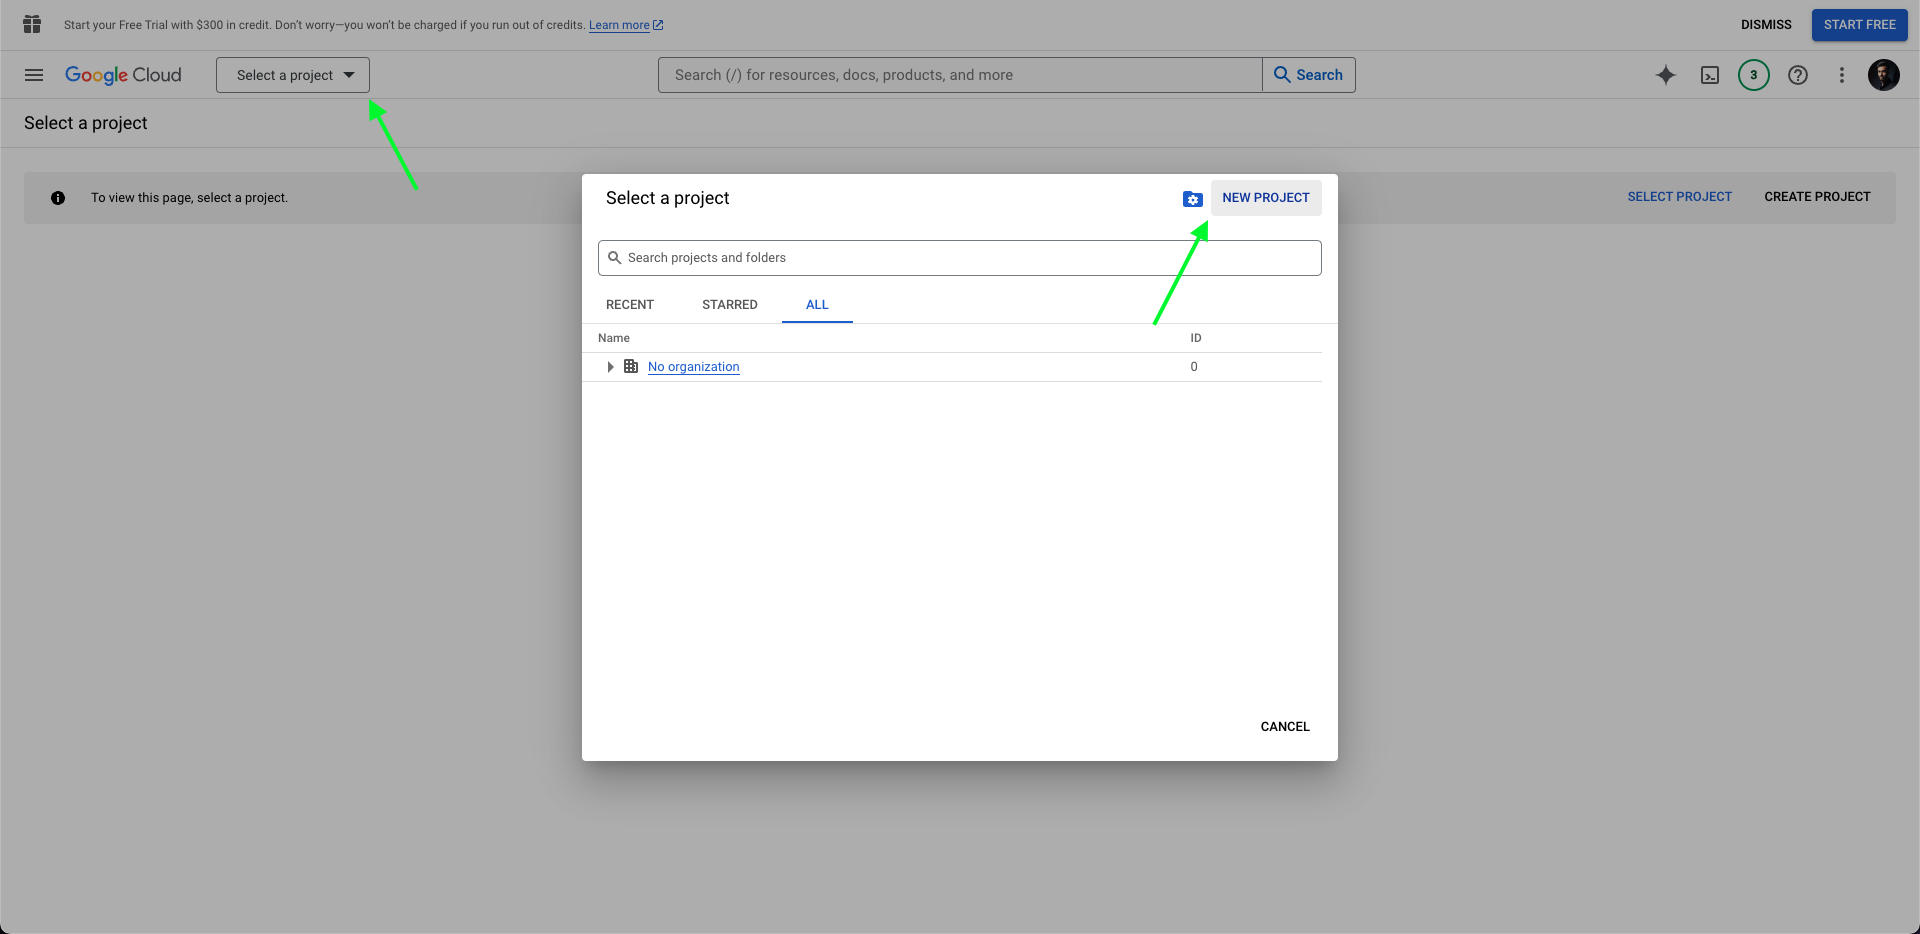 Start your Free Trial with $300 in credit. Don't worry—you won't be charged if you run out of credits. Learn more
DISMISS
START FREE
Google Cloud
Select a project
Search (/) for resources, docs, products, and more
Search
3
Select a project
To view this page, select a project.
SELECT PROJECT
CREATE PROJECT
Select a project
NEW PROJECT
Search projects and folders
RECENT
STARRED
ALL
Name
ID
No organization
0
CANCEL